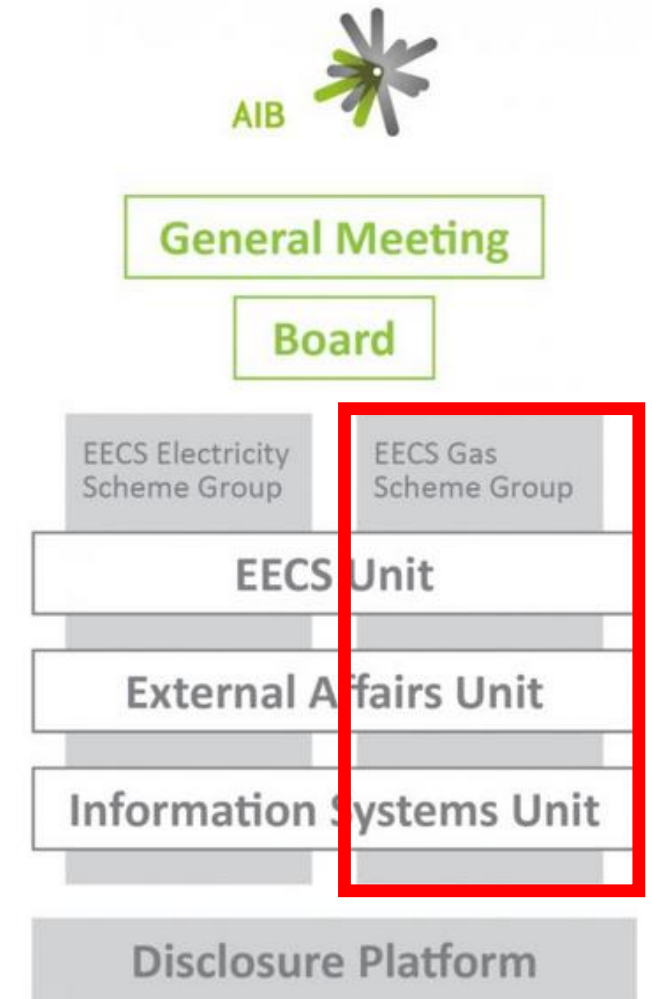 AIB
General Meeting
Board
EECS Electricity
Scheme Group
EECS Gas
Scheme Group
EECS Unit
External Affairs Unit
Information Systems Unit
Disclosure Platform